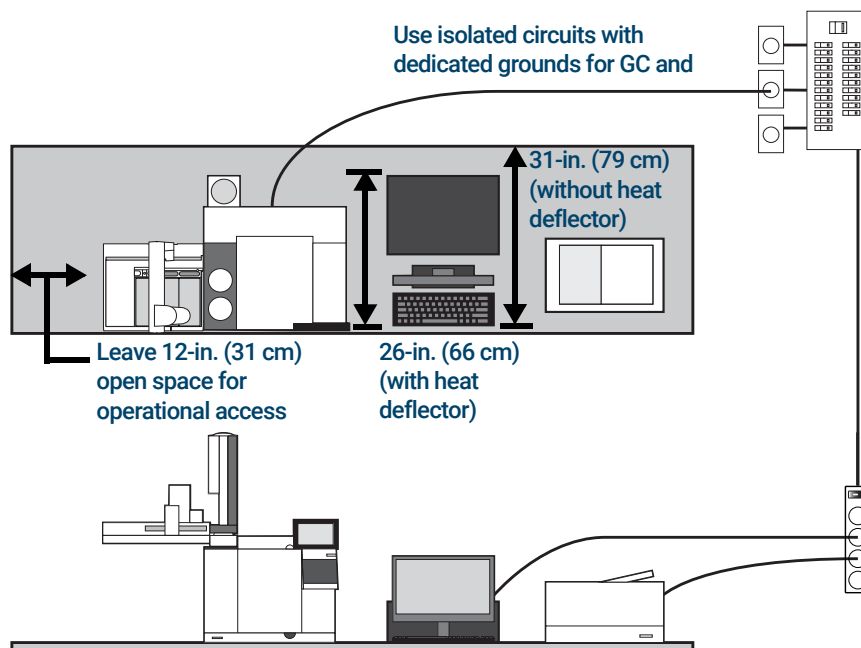 Use isolated circuits with
dedicated grounds for GC and
31-in. (79 cm)
(without heat
deflector)
Leave 12-in. (31 cm)
open space for
operational access
26-in. (66 cm)
(with heat
deflector)